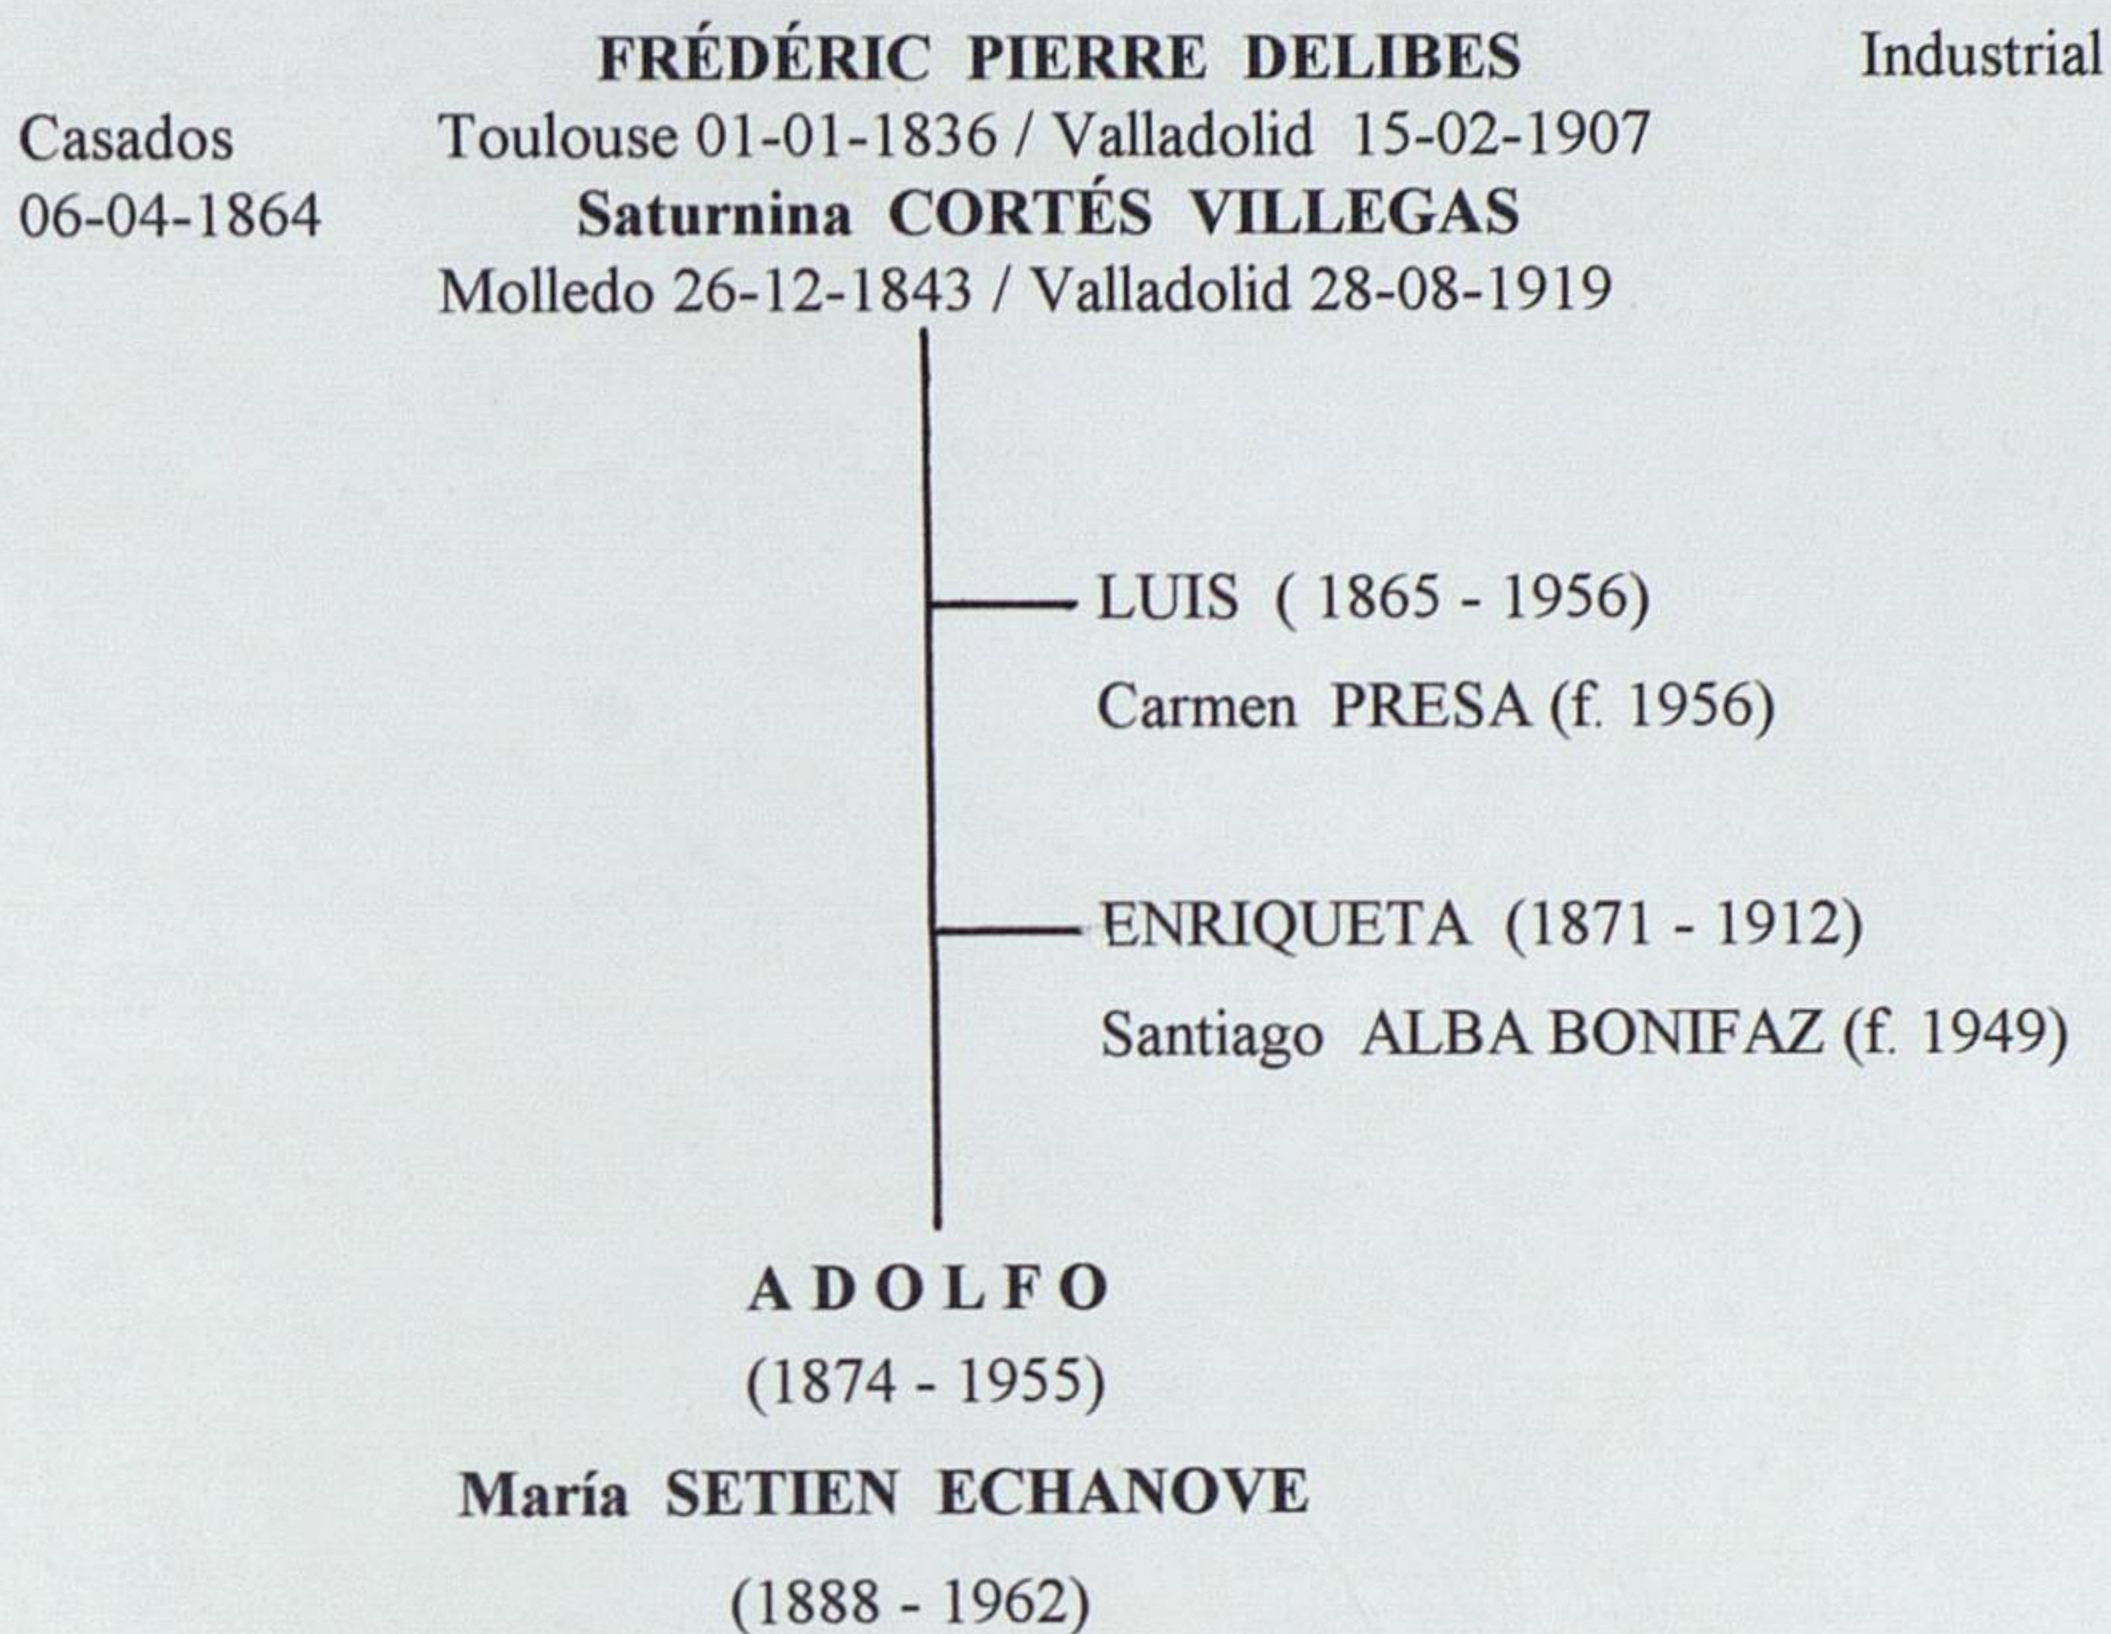 FRÉDÉRIC PIERRE DELIBES Industrial
Casados Toulouse 01-01-1836 / Valladolid 15-02-1907
06-04-1864 Saturnina CORTÉS VILLEGAS
Molledo 26-12-1843 / Valladolid 28-08-1919
LUIS ( 1865 - 1956)
Carmen PRESA (f. 1956)
ENRIQUETA (1871 - 1912)
Santiago ALBA BONIFAZ (f. 1949)
A D O L F O
(1874 - 1955)
María SETIEN ECHANOVE
(1888 - 1962)